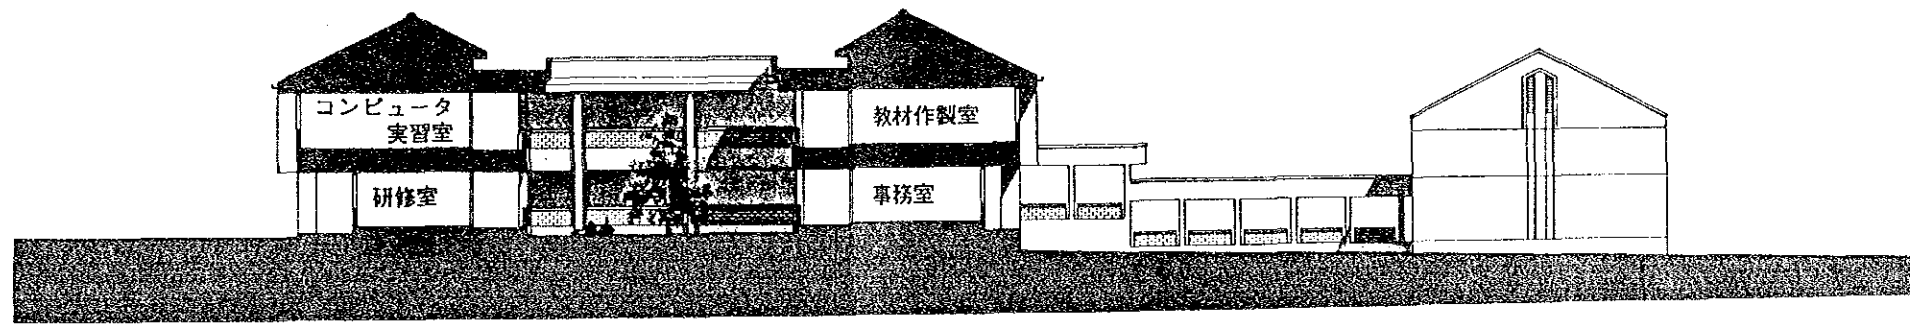 コンピュータ
実習室
教材作製室
研修室
事務室